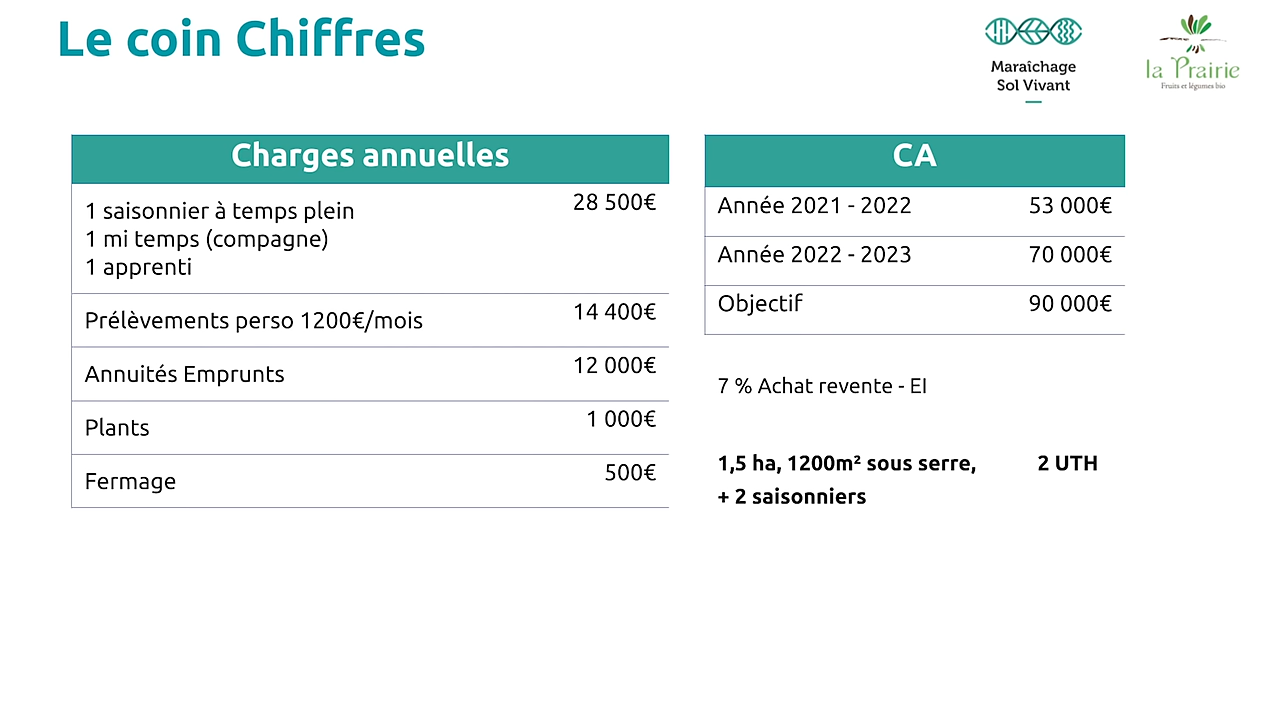 Le coin Chiffres
Maraîchage
Sol Vivant
la Prairie
Fruits et légumes bio
Charges annuelles
1 saisonnier à temps plein 28 500€
1 mi temps (compagne)
1 apprenti
Prélèvements perso 1200€/mois 14 400€
Annuités Emprunts 12 000€
Plants 1 000€
Fermage 500€
CA
Année 2021 - 2022 53 000€
Année 2022 - 2023 70 000€
Objectif 90 000€
7 % Achat revente - EI
1,5 ha, 1200m² sous serre, 2 UTH
+ 2 saisonniers